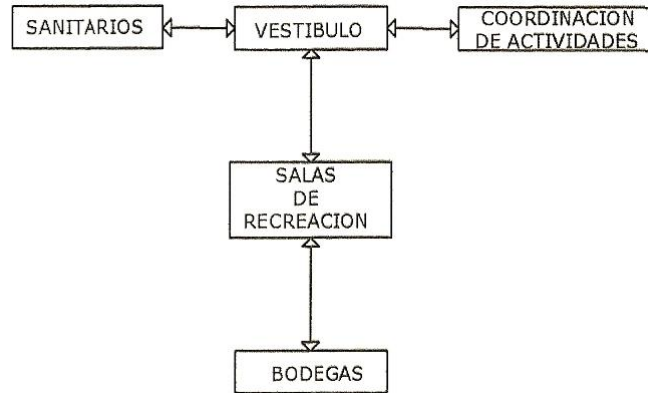 SANITARIOS
VESTIBULO
COORDINACION
DE ACTIVIDADES
SALAS
DE
RECREACION
BODEGAS